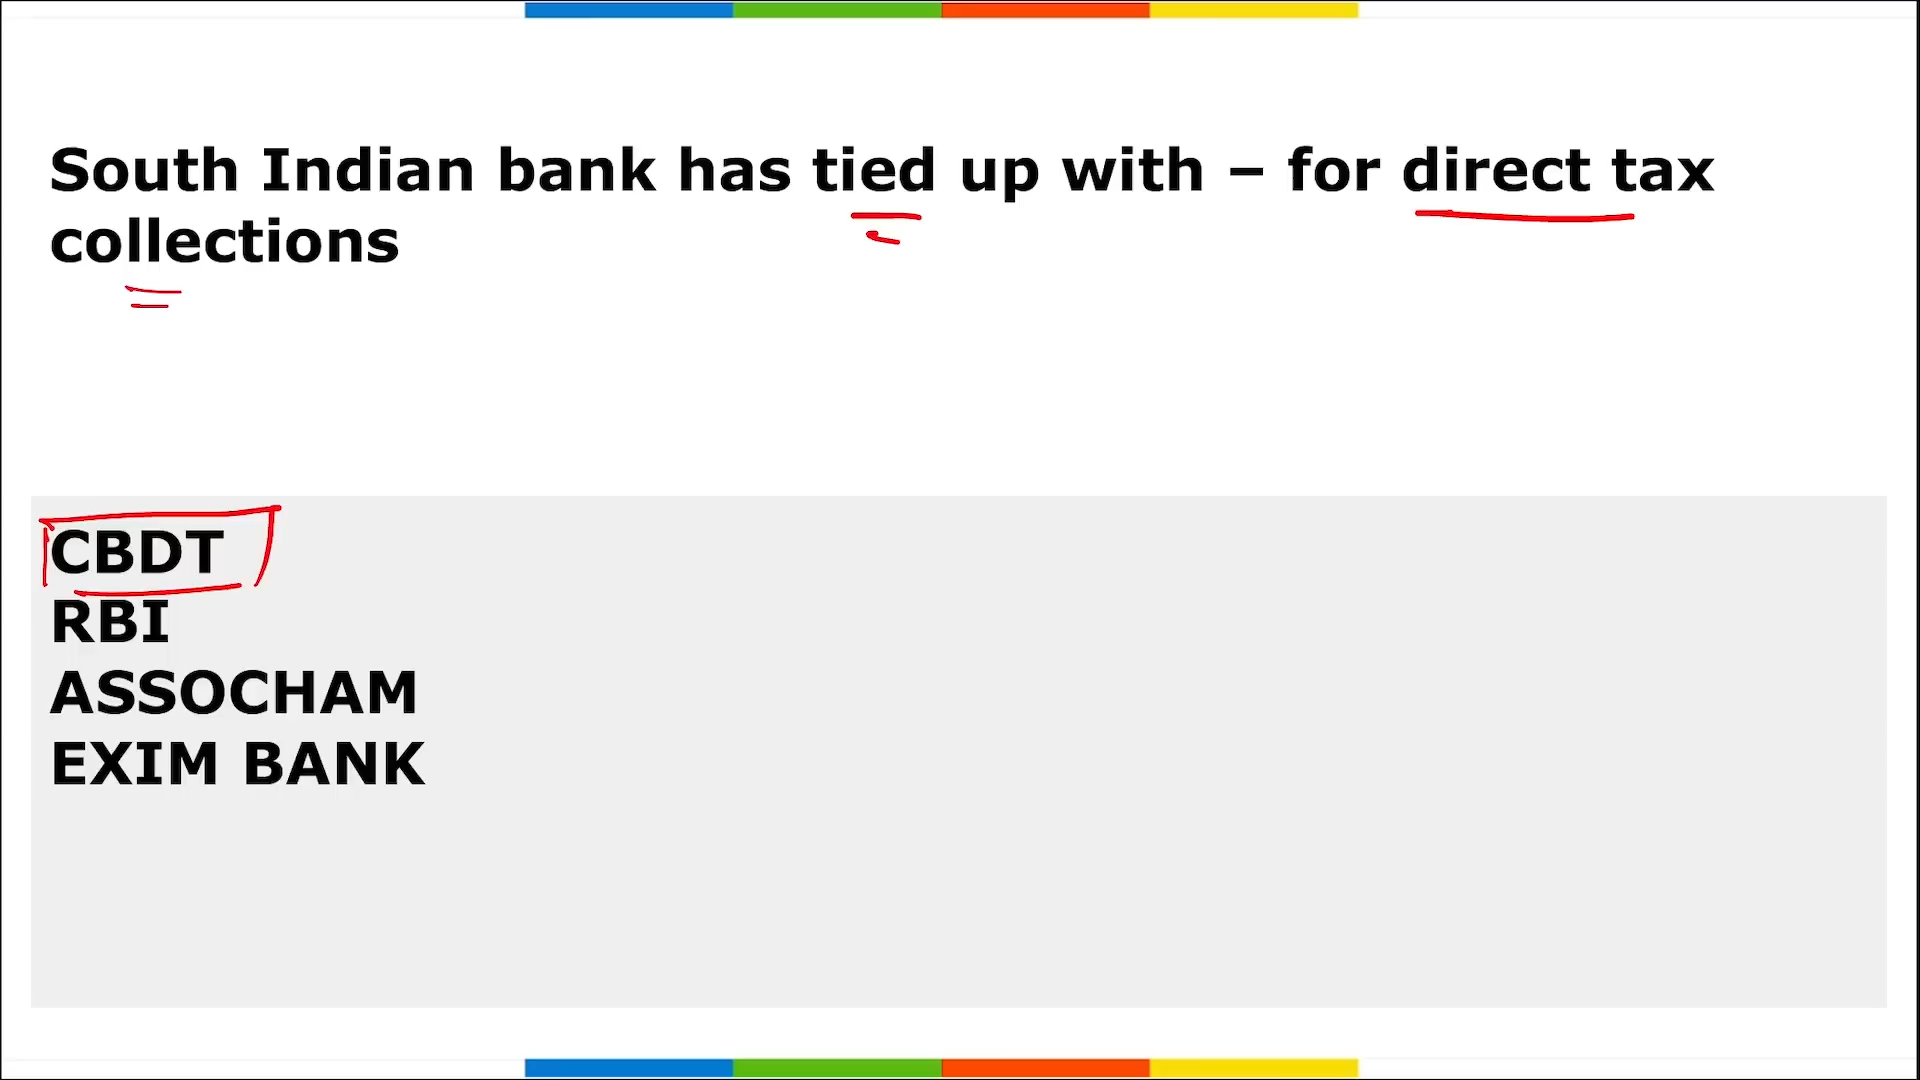 South Indian bank has tied up with – for direct tax
collections
CBDT
RBI
ASSOCHAM
EXIM BANK